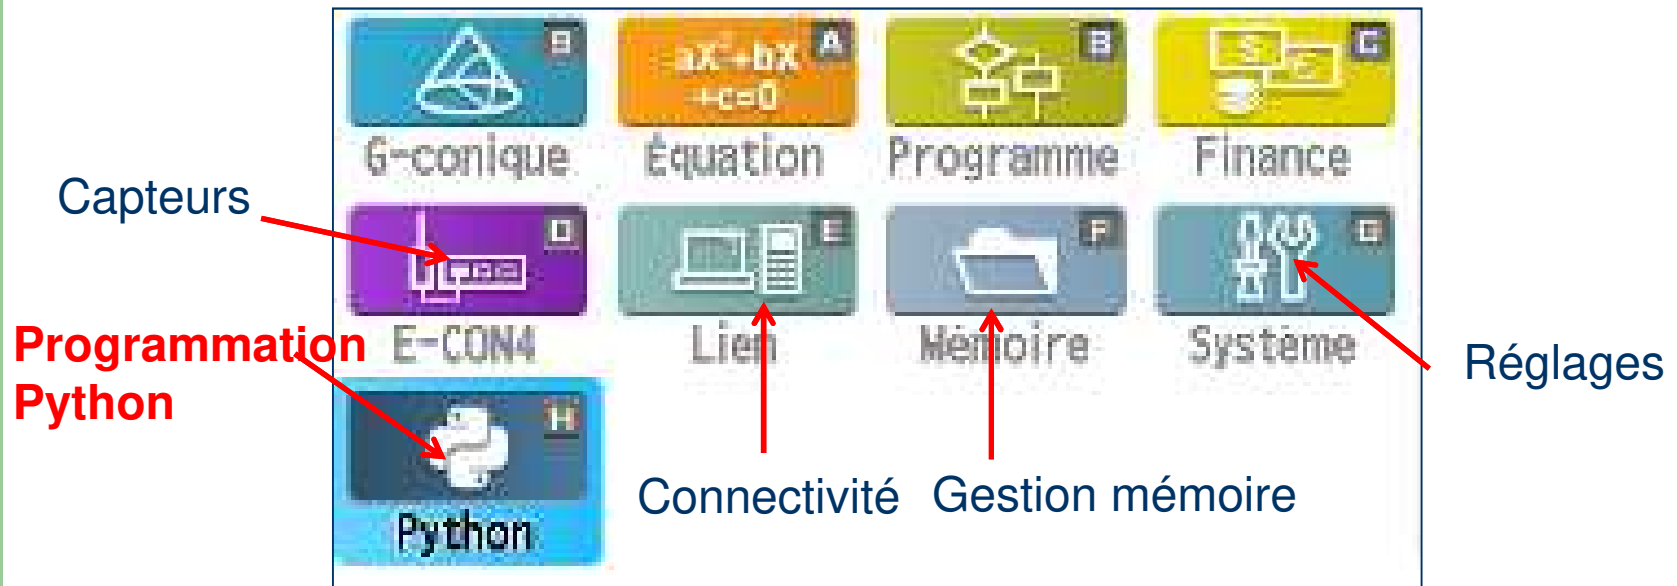 B
aX²+bX
+c=0
A
B
$
€
C
G-conique
Équation
Programme
Finance
Capteurs
D
E
F
G
E-CON4
Lien
Mémoire
Système
Programmation
Python
Réglages
H
Connectivité
Gestion mémoire
Python